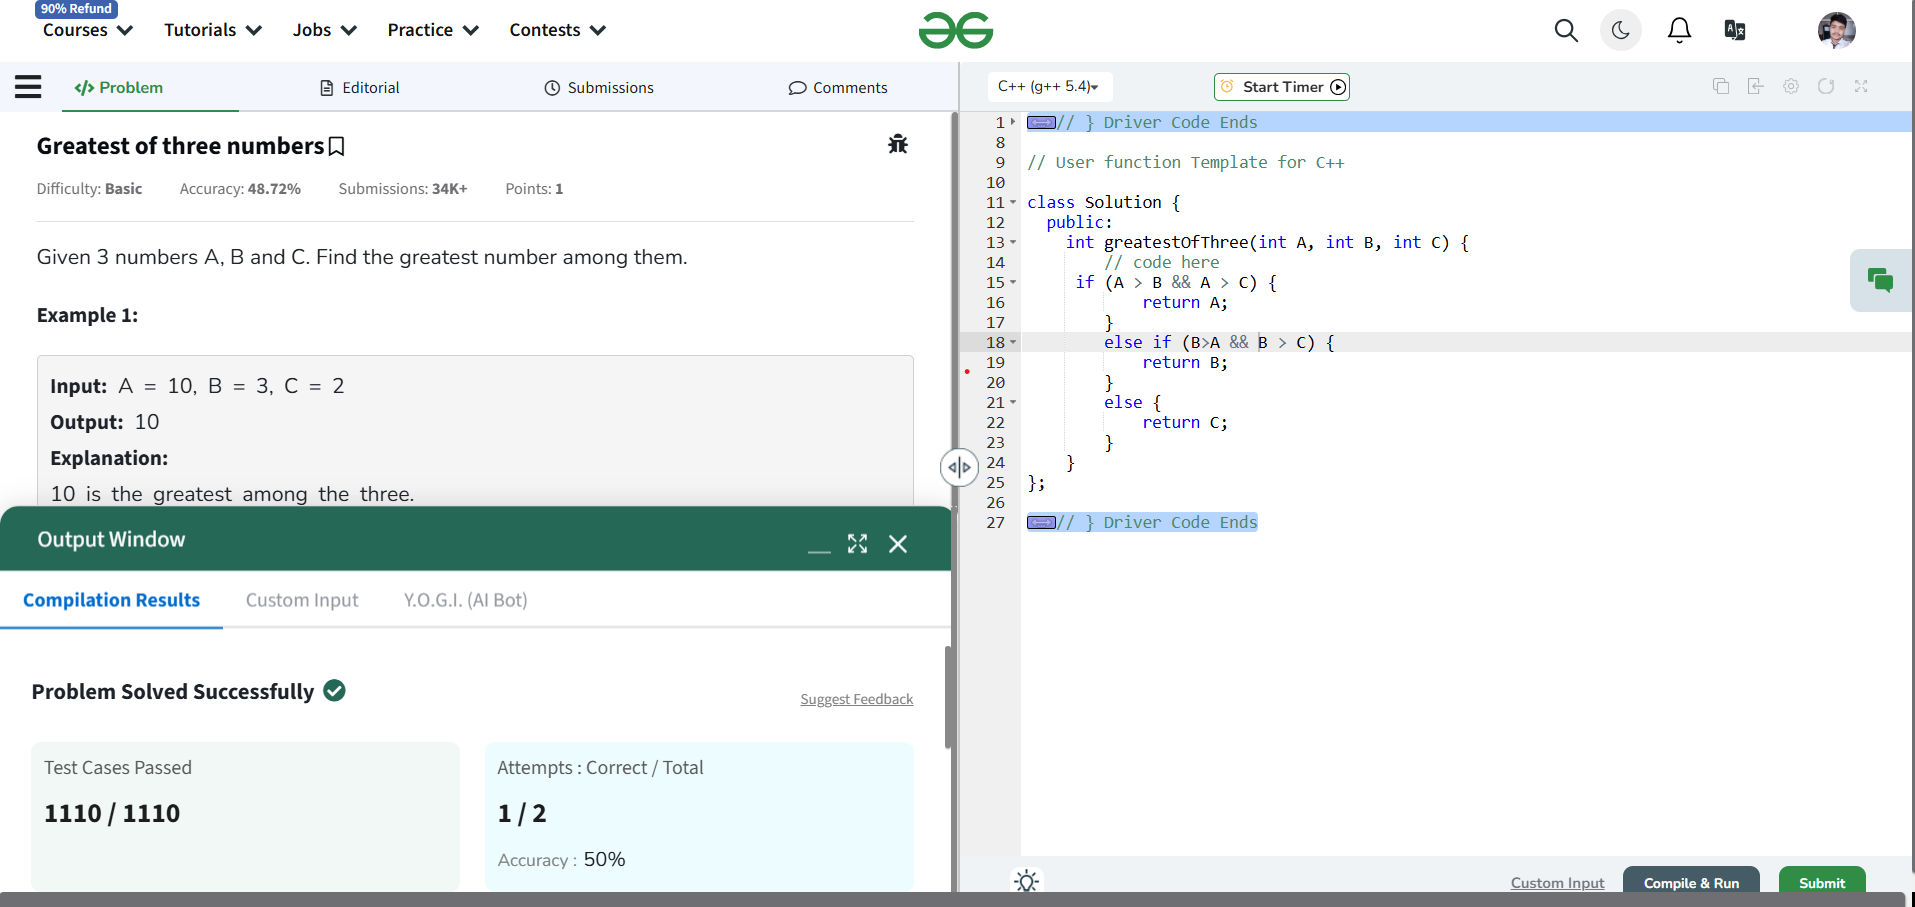 90% Refund
Courses Tutorials Jobs Practice Contests
</> Problem Editorial Submissions Comments
C++ (g++ 5.4) Start Timer
Greatest of three numbers
Difficulty: Basic Accuracy: 48.72% Submissions: 34K+ Points: 1
Given 3 numbers A, B and C. Find the greatest number among them.
Example 1:
Input: A = 10, B = 3, C = 2
Output: 10
Explanation:
10 is the greatest among the three.
Output Window
Compilation Results Custom Input Y.O.G.I. (AI Bot)
Problem Solved Successfully
Suggest Feedback
Test Cases Passed
1110 / 1110
Attempts : Correct / Total
1 / 2
Accuracy : 50%
1 // } Driver Code Ends
8
9 // User function Template for C++
10
11 class Solution {
12 public:
13 int greatestOfThree(int A, int B, int C) {
14 // code here
15 if (A > B && A > C) {
16 return A;
17 }
18 else if (B>A && B > C) {
19 return B;
20 }
21 else {
22 return C;
23 }
24 }
25 };
26
27 // } Driver Code Ends
Custom Input Compile & Run Submit